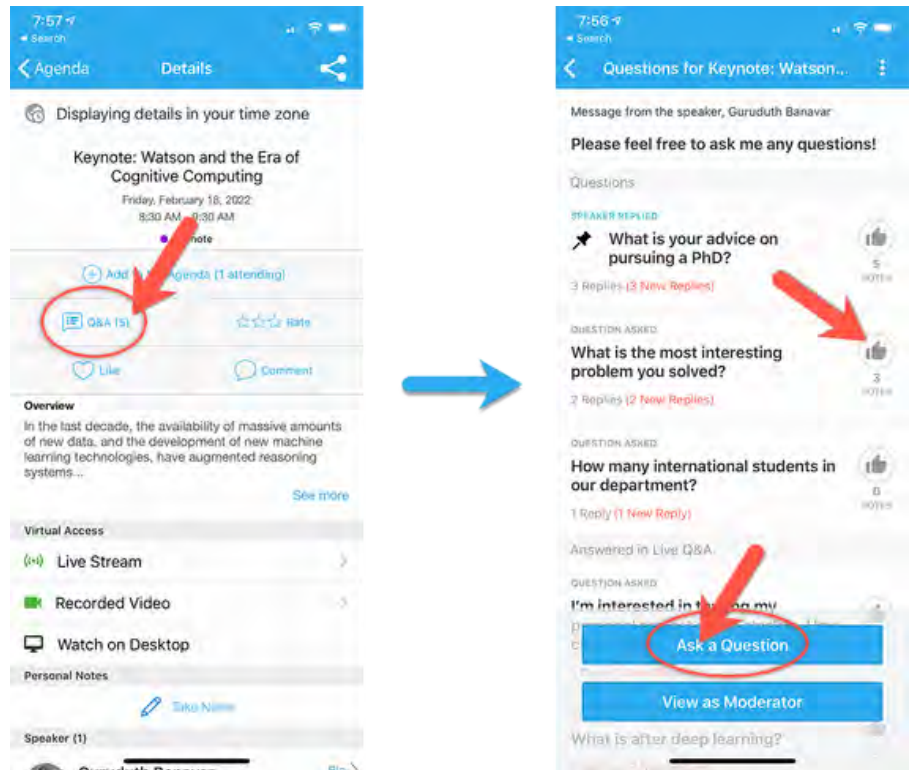 7:57
Search
Agenda
Details
Displaying details in your time zone
Keynote: Watson and the Era of
Cognitive Computing
Friday, February 18, 2022
8:30 AM 9:30 AM
Add Agenda (1 attending)
Q&A (5)
Rate
Like
Comment
Overview
In the last decade, the availability of massive amounts
of new data, and the development of new machine
learning technologies, have augmented reasoning
systems...
See more
Virtual Access
Live Stream
Recorded Video
Watch on Desktop
Personal Notes
Take Notes
Speaker (1)
7:56
Search
Questions for Keynote: Watson...
Message from the speaker, Guruduth Banavar
Please feel free to ask me any questions!
Questions
SPEAKER REPLIED
What is your advice on
pursuing a PhD?
5
VOTES
3 Replies (3 New Replies)
QUESTION ASKED
What is the most interesting
problem you solved?
3
VOTES
2 Replies (2 New Replies)
QUESTION ASKED
How many international students in
our department?
0
VOTES
1 Reply (1 New Reply)
Answered in Live Q&A
QUESTION ASKED
I'm interested in my
Ask a Question
View as Moderator
What is after deep learning?